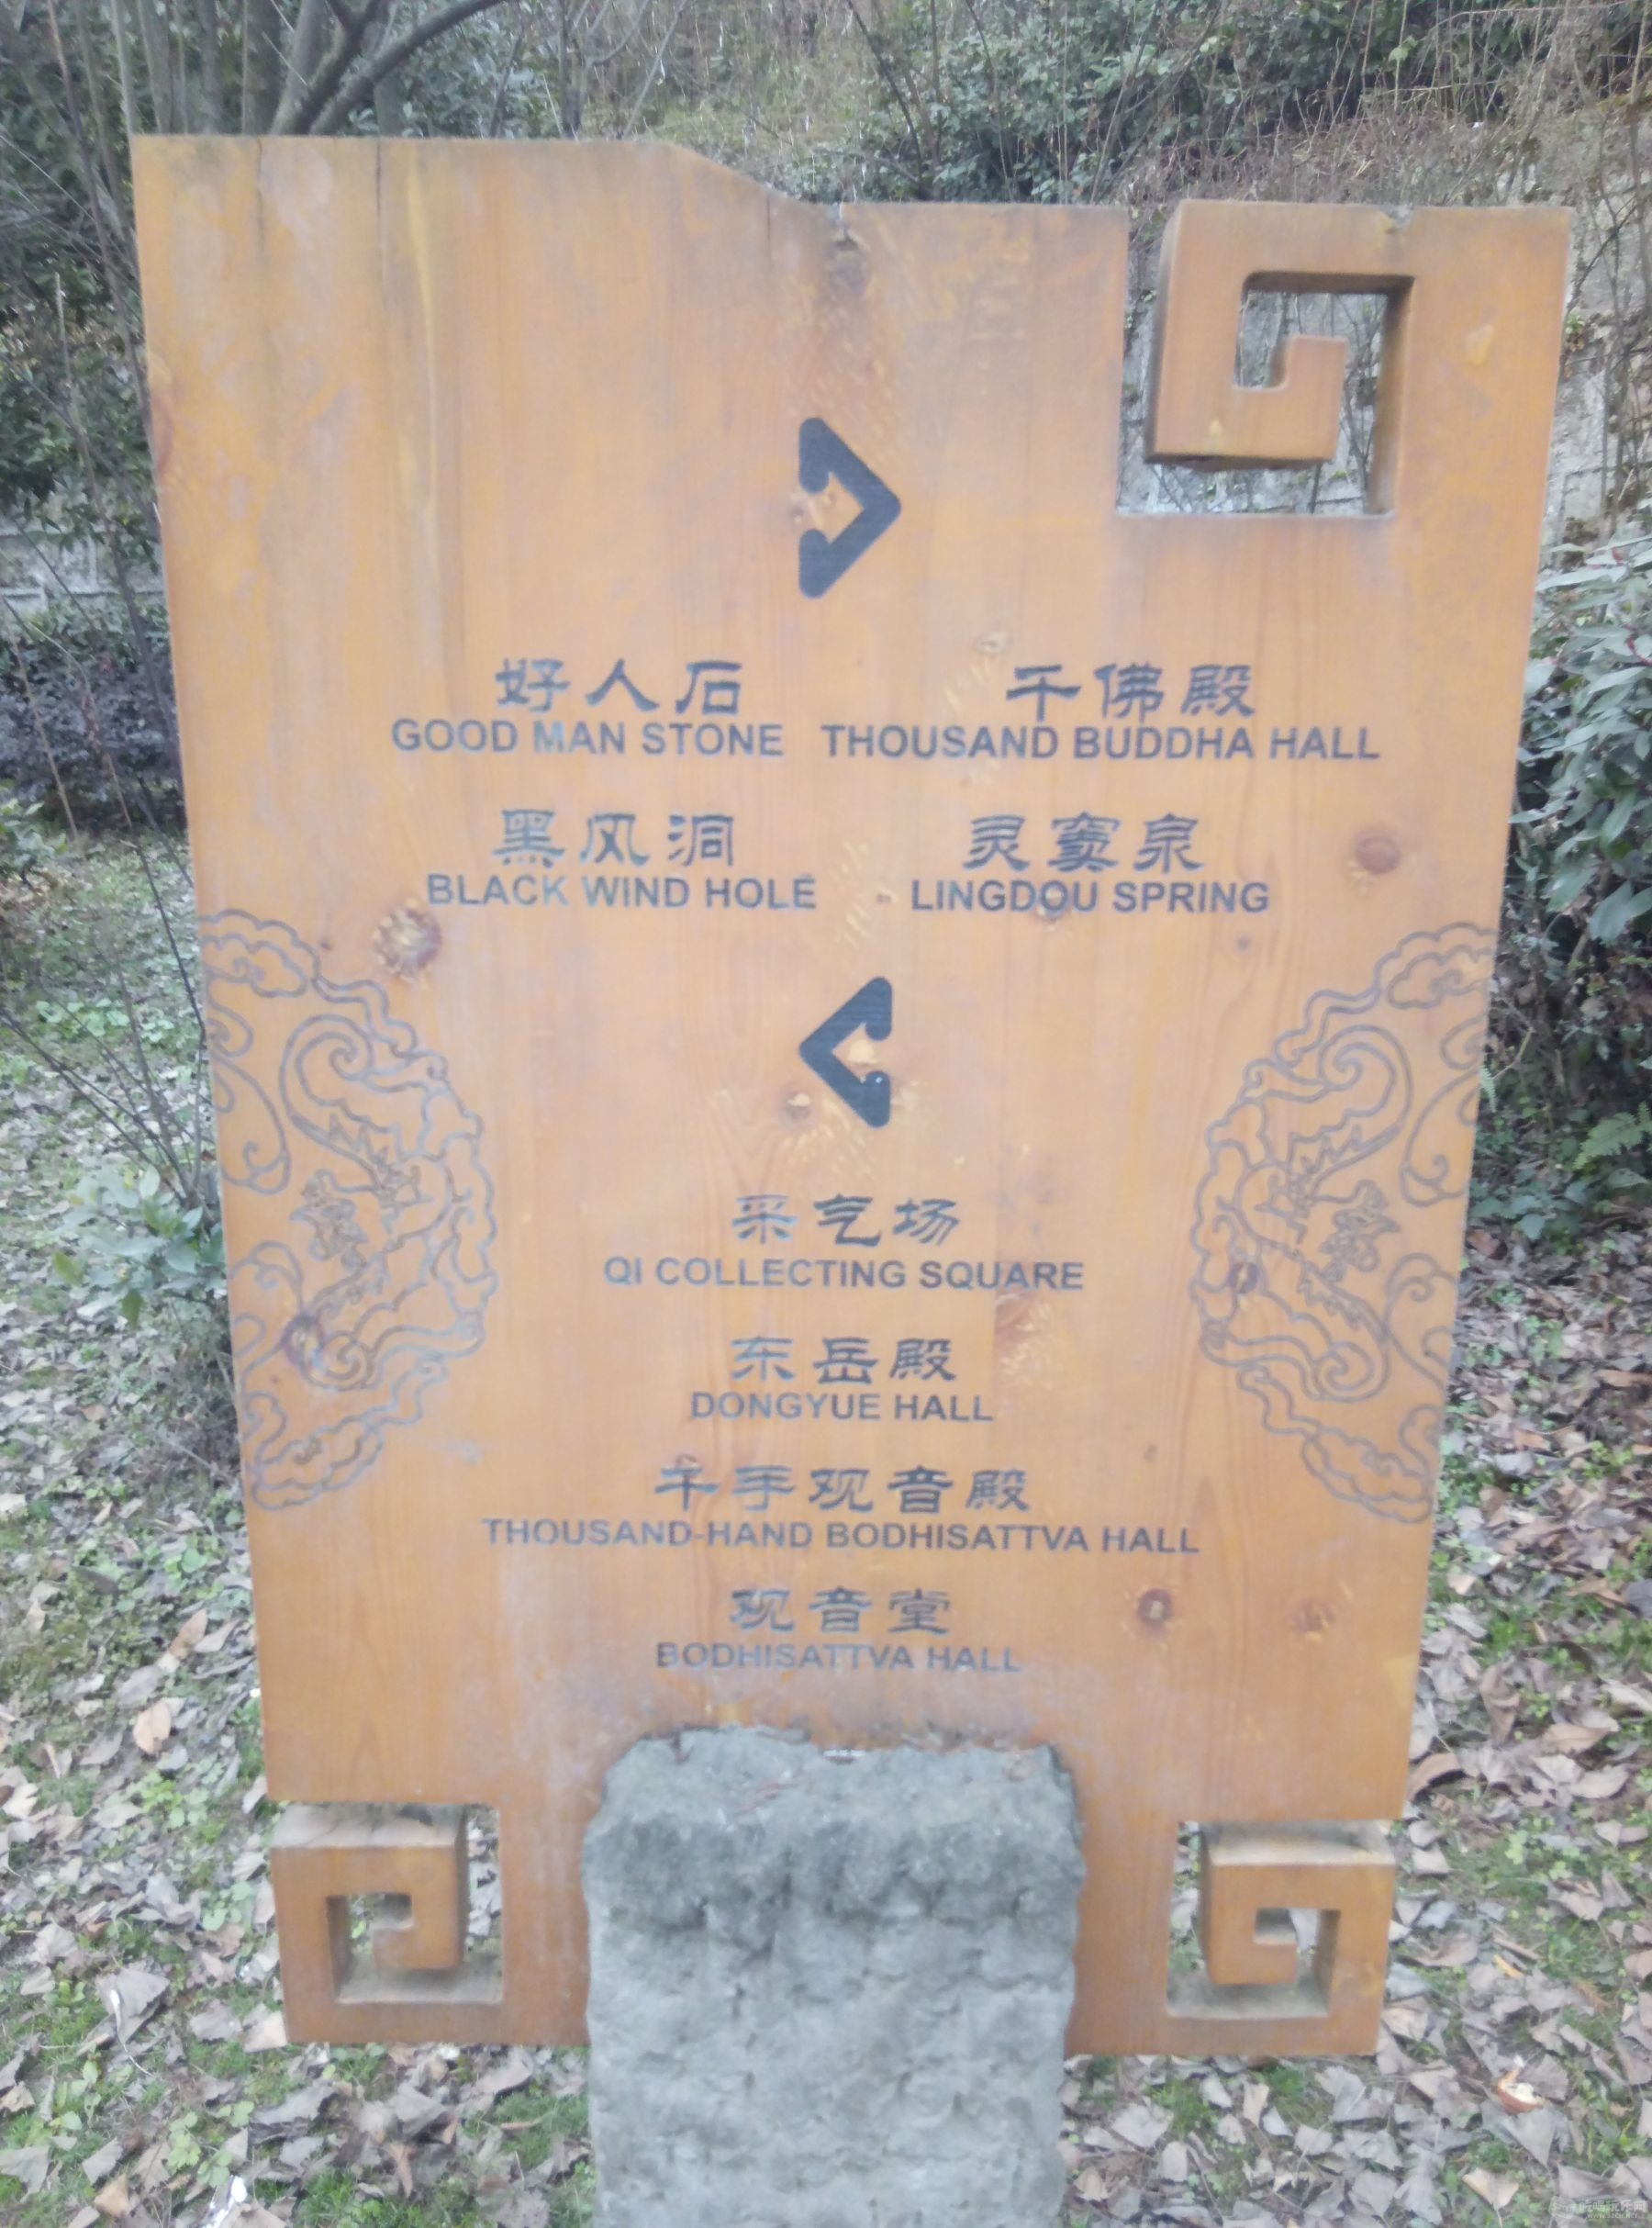 好人石 千佛殿
GOOD MAN STONE THOUSAND BUDDHA HALL
黑风洞 灵窦泉
BLACK WIND HOLE LINGDOU SPRING
采气场
QI COLLECTING SQUARE
东岳殿
DONGYUE HALL
千手观音殿
THOUSAND-HAND BODHISATTVA HALL
观音堂
BODHISATTVA HALL